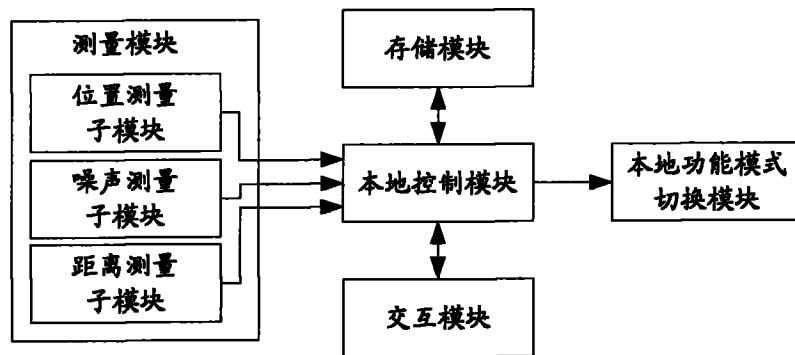 测量模块
位置测量
子模块
噪声测量
子模块
距离测量
子模块
存储模块
本地控制模块
交互模块
本地功能模式
切换模块